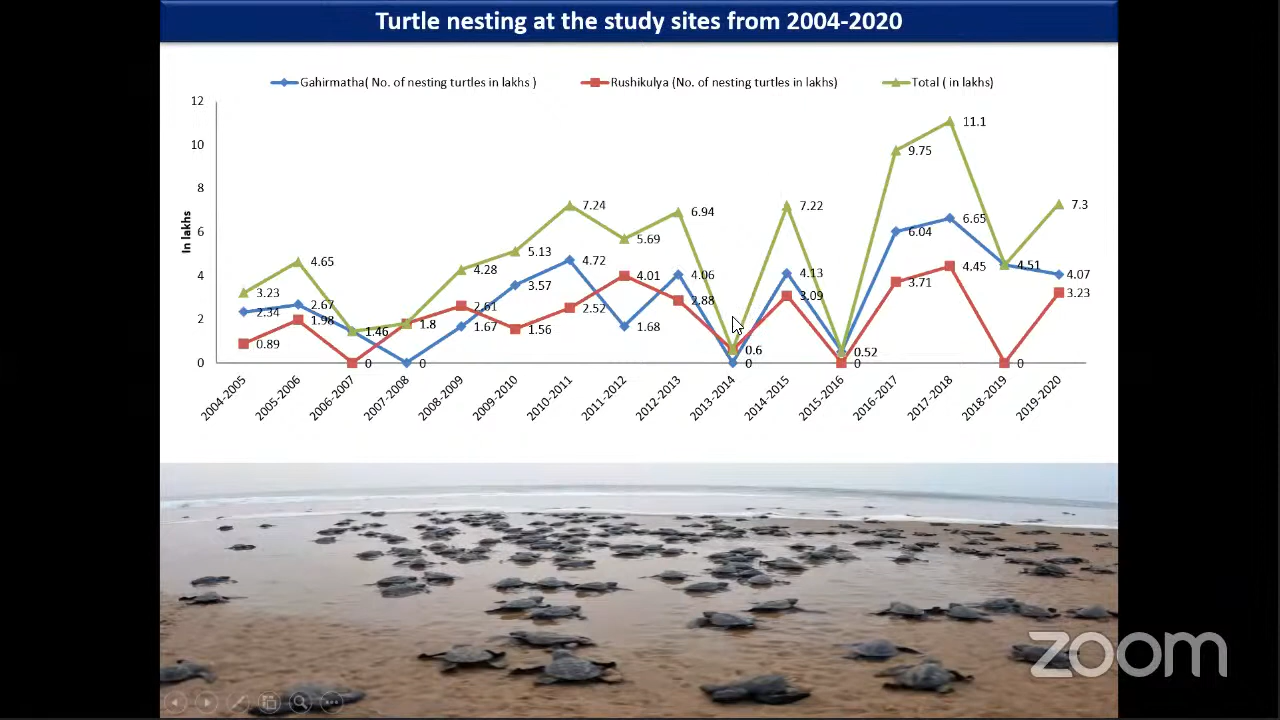 Turtle nesting at the study sites from 2004-2020
Gahirmatha( No. of nesting turtles in lakhs ) Rushikulya (No. of nesting turtles in lakhs) Total ( in lakhs)
In lakhs
12
10
8
6
4
2
0
3.23 4.65 1.46 1.8 4.28 5.13 7.24 5.69 6.94 0.6 7.22 0.52 9.75 11.1 4.51 7.3
2.34 2.67 0 1.67 3.57 4.72 1.68 4.06 0 4.13 6.04 6.65 4.07
0.89 1.98 0 2.61 1.56 2.52 4.01 2.88 3.09 0 3.71 4.45 0 3.23
2004-2005 2005-2006 2006-2007 2007-2008 2008-2009 2009-2010 2010-2011 2011-2012 2012-2013 2013-2014 2014-2015 2015-2016 2016-2017 2017-2018 2018-2019 2019-2020
zoom